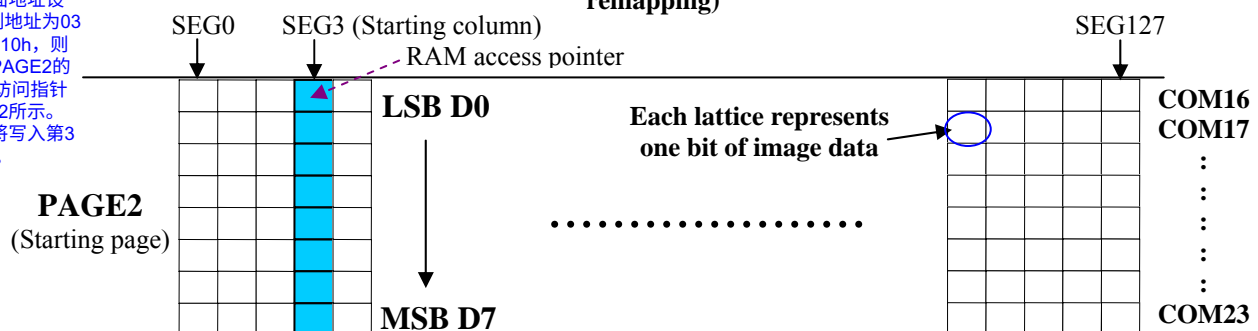 到地址为03
10h，则
PAGE2的
访问指针
2所示。
将写入第3
remapping)
SEG0
SEG3 (Starting column)
SEG127
RAM access pointer
LSB D0
Each lattice represents
one bit of image data
COM16
COM17
:
:
:
:
:
PAGE2
(Starting page)
..................
MSB D7
COM23